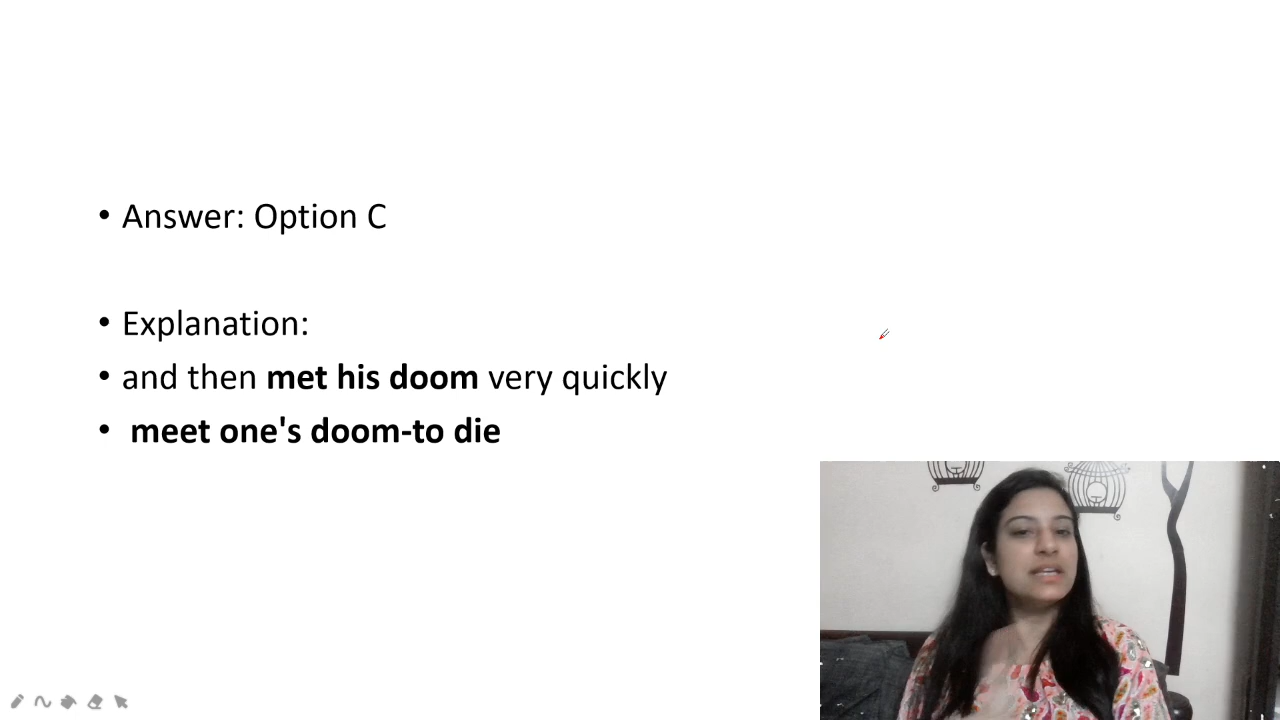 • Answer: Option C
• Explanation:
• and then met his doom very quickly
• meet one's doom-to die